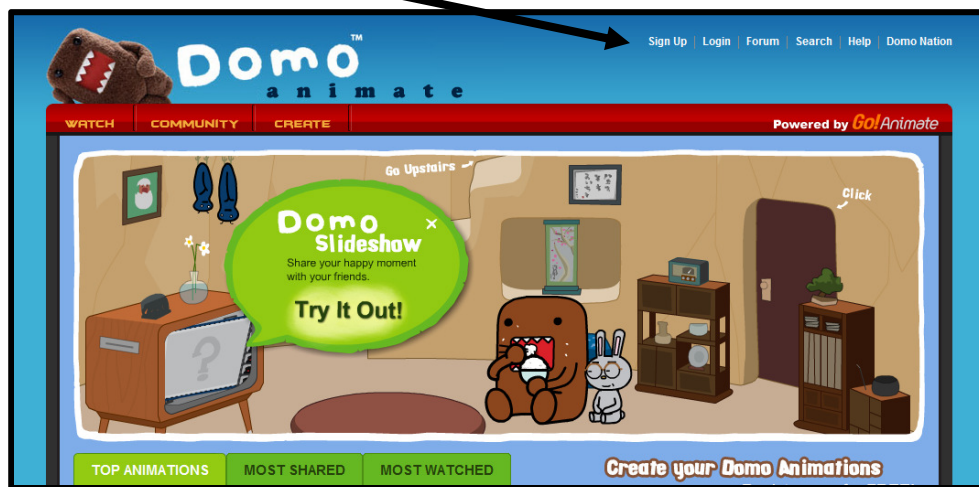 Sign Up | Login | Forum | Search | Help | Domo Nation
Domo™
animate
WATCH COMMUNITY CREATE
Powered by Go!Animate
Go Upstairs
Click
Domo
Slideshow
×
Share your happy moment
with your friends.
Try It Out!
?
TOP ANIMATIONS MOST SHARED MOST WATCHED
Create your Domo Animations